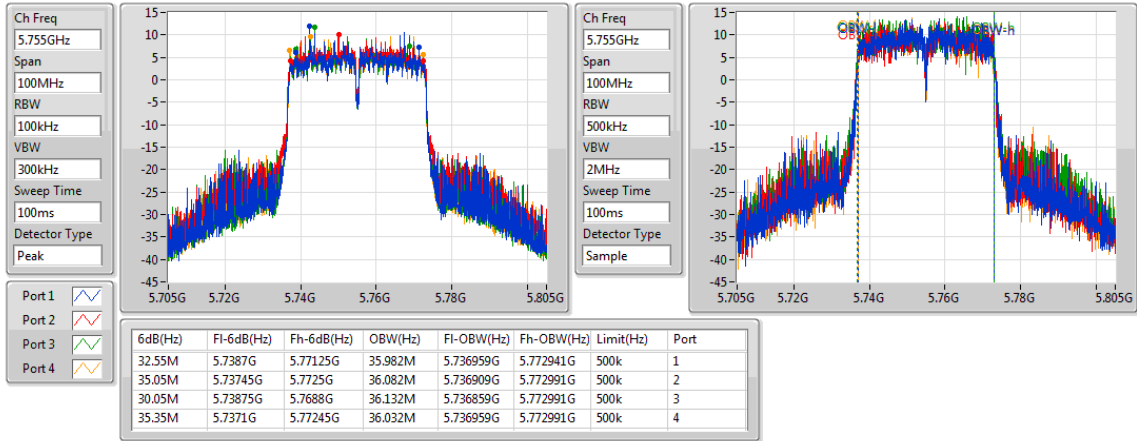 Ch Freq
5.755GHz
Span
100MHz
RBW
100kHz
VBW
300kHz
Sweep Time
100ms
Detector Type
Peak
15
10
5
0
-5
-10
-15
-20
-25
-30
-35
-40
-45
5.705G 5.72G 5.74G 5.76G 5.78G 5.805G
Ch Freq
5.755GHz
Span
100MHz
RBW
500kHz
VBW
2MHz
Sweep Time
100ms
Detector Type
Sample
15
10
5
0
-5
-10
-15
-20
-25
-30
-35
-40
-45
5.705G 5.72G 5.74G 5.76G 5.78G 5.805G
Port 1
Port 2
Port 3
Port 4
6dB(Hz) Fl-6dB(Hz) Fh-6dB(Hz) OBW(Hz) Fl-OBW(Hz) Fh-OBW(Hz) Limit(Hz) Port
32.55M 5.7387G 5.77125G 35.982M 5.736959G 5.772941G 500k 1
35.05M 5.73745G 5.7725G 36.082M 5.736909G 5.772991G 500k 2
30.05M 5.73875G 5.7688G 36.132M 5.736859G 5.772991G 500k 3
35.35M 5.7371G 5.77245G 36.032M 5.736959G 5.772991G 500k 4